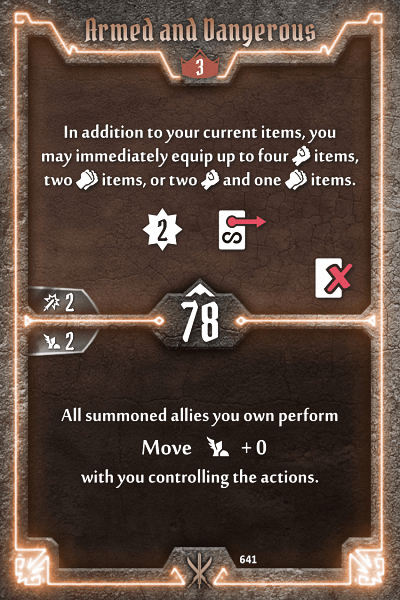 Armed and Dangerous
3
In addition to your current items, you
may immediately equip up to four items,
two items, or two and one items.
2
S
2
78
2
All summoned allies you own perform
Move + 0
with you controlling the actions.
641